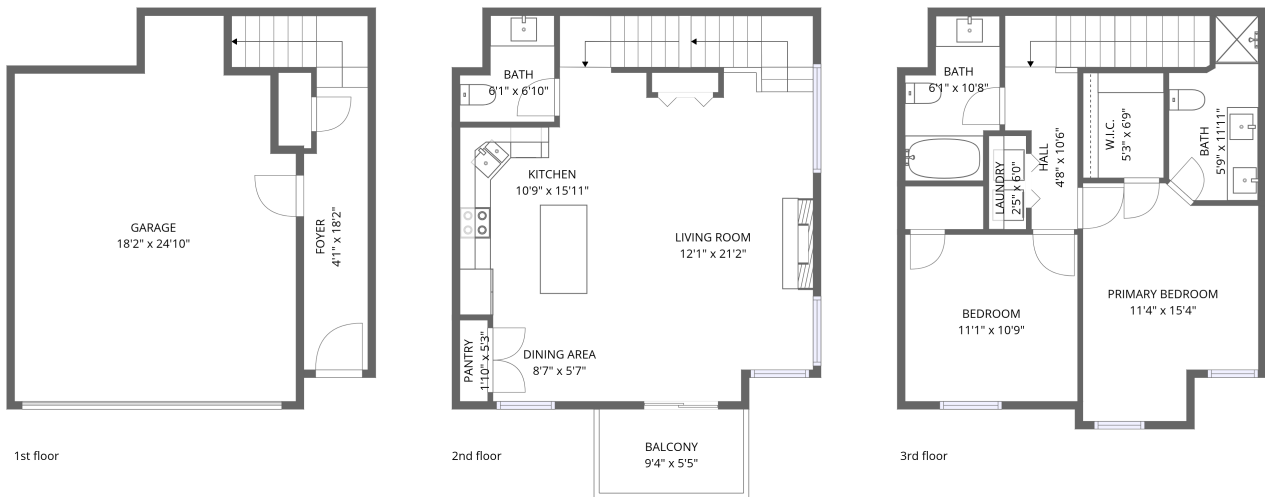 GARAGE
18'2" x 24'10"
FOYER
4'1" x 18'2"
1st floor
BATH
6'1" x 6'10"
KITCHEN
10'9" x 15'11"
LIVING ROOM
12'1" x 21'2"
PANTRY
1'10" x 5'3"
DINING AREA
8'7" x 5'7"
BALCONY
9'4" x 5'5"
2nd floor
BATH
6'1" x 10'8"
LAUNDRY
2'5" x 6'0"
HALL
4'8" x 10'6"
W.I.C.
5'3" x 6'9"
BATH
5'9" x 11'11"
BEDROOM
11'1" x 10'9"
PRIMARY BEDROOM
11'4" x 15'4"
3rd floor